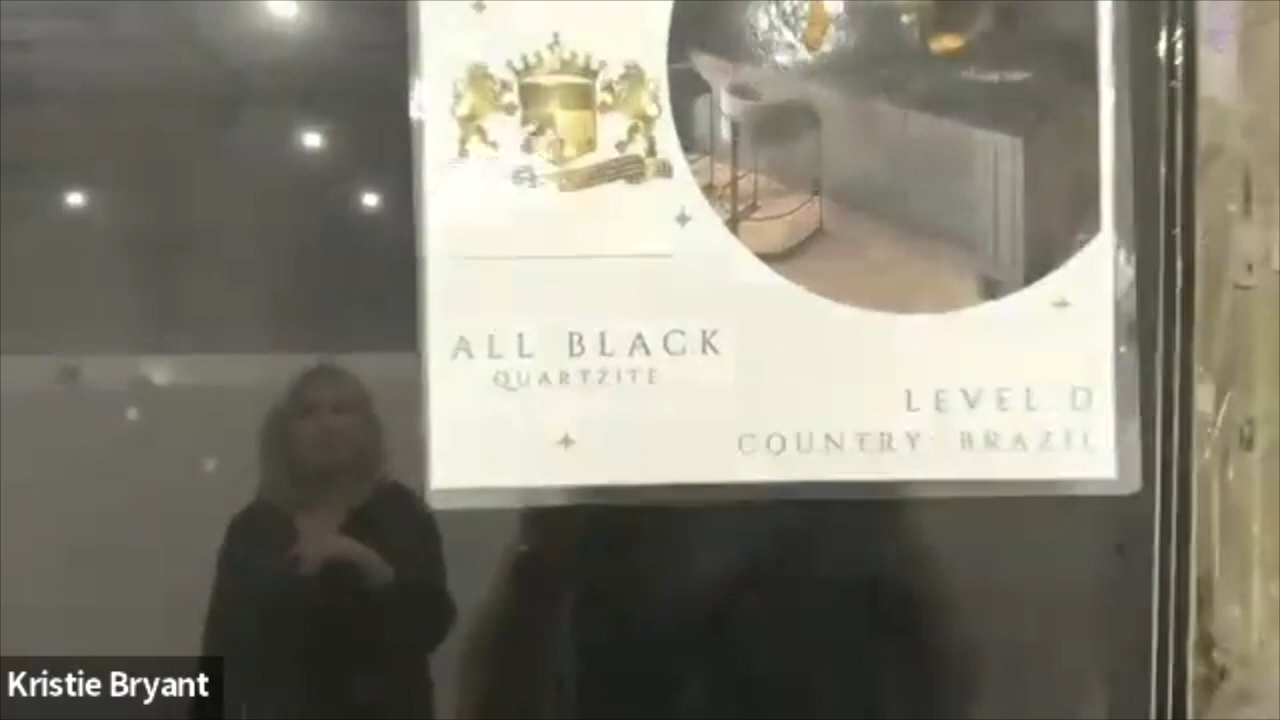 ALL BLACK
QUARTZITE
LEVEL D
COUNTRY: BRAZIL
Kristie Bryant